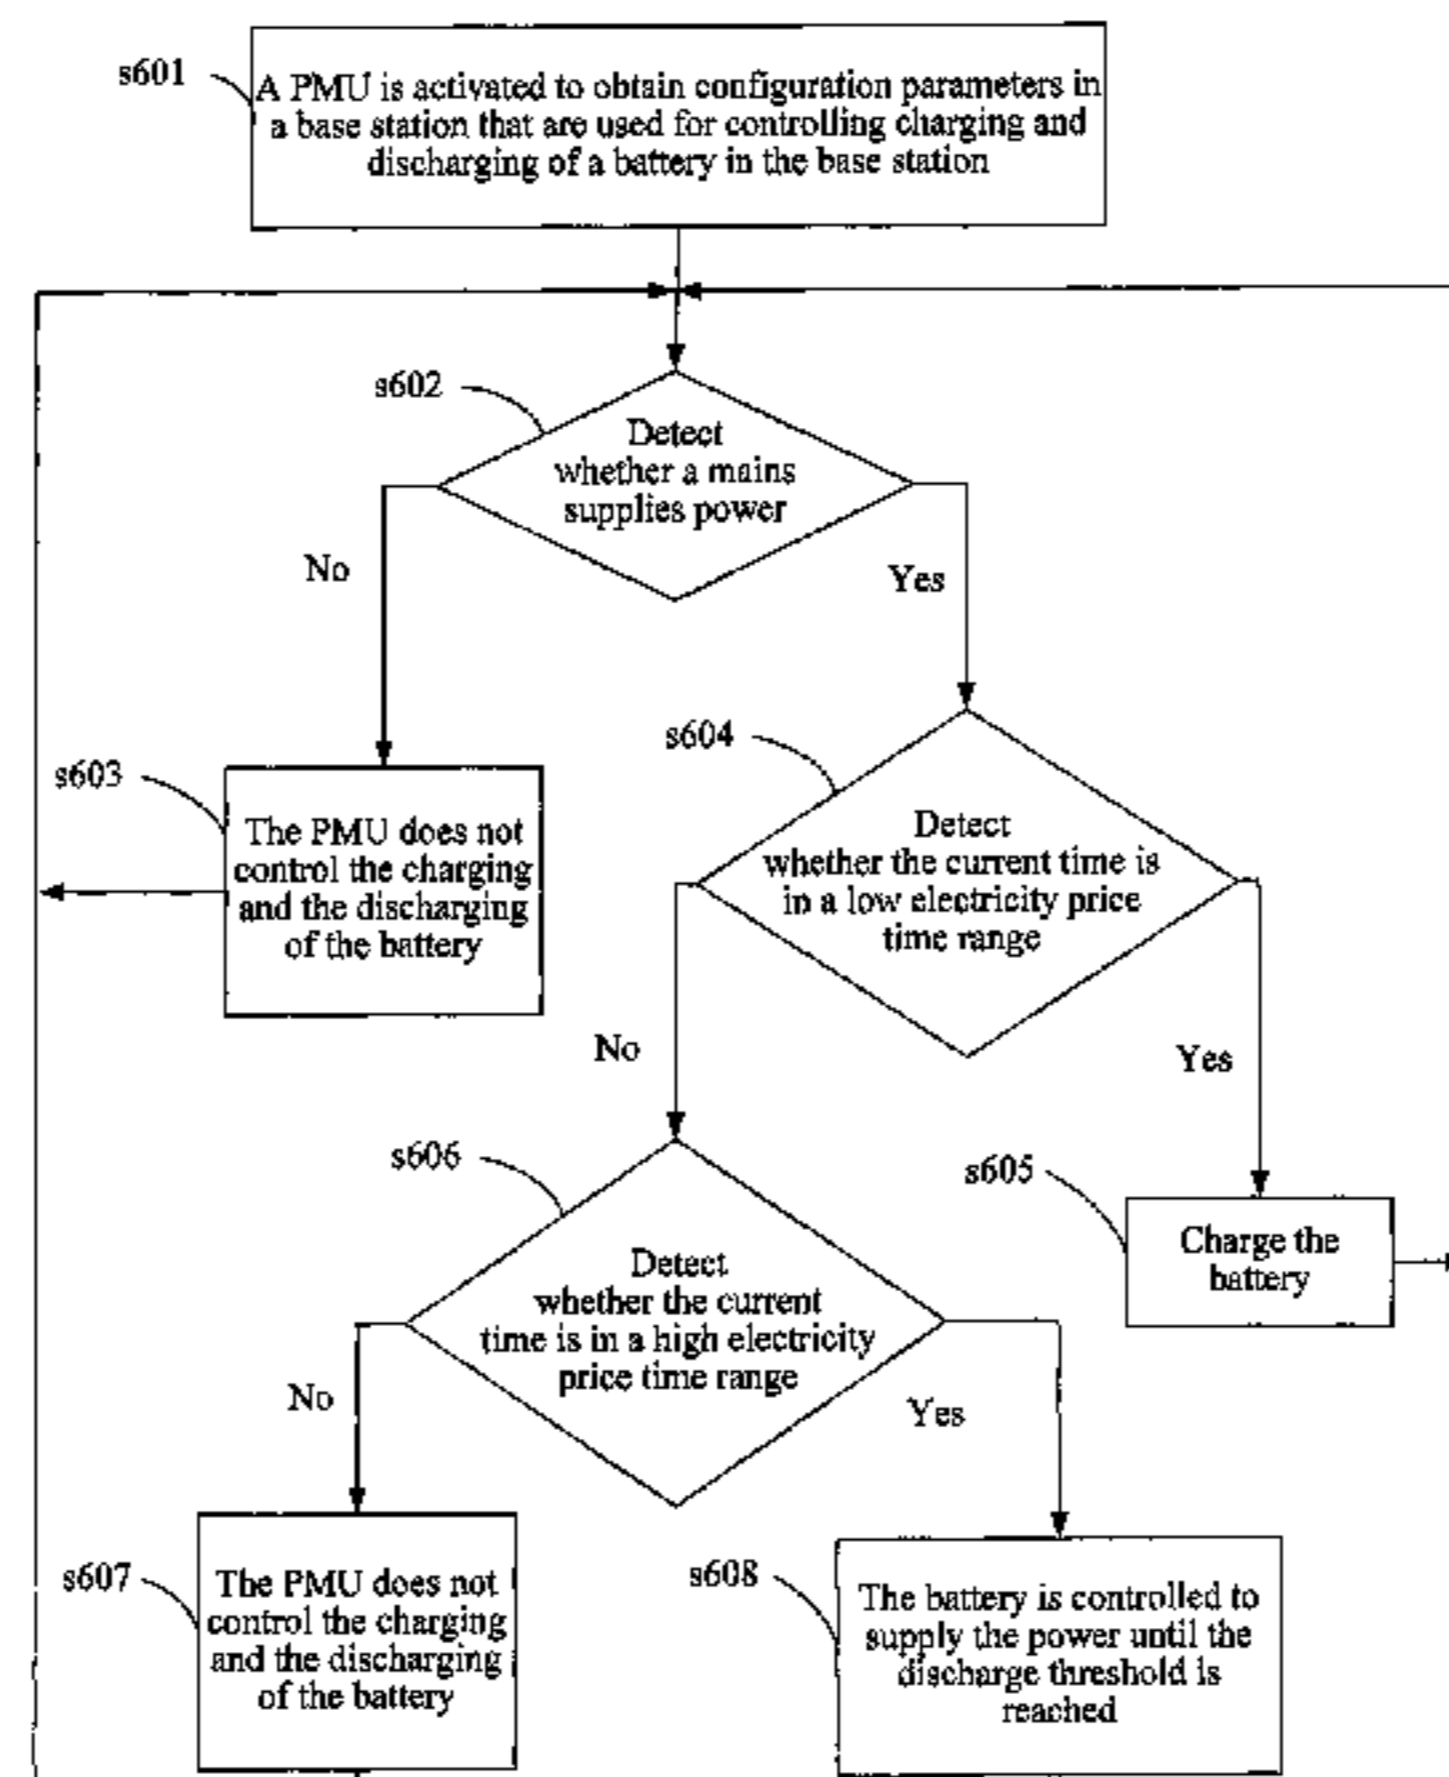 s601
A PMU is activated to obtain configuration parameters in
a base station that are used for controlling charging and
discharging of a battery in the base station
s602
Detect
whether a mains
supplies power
No
Yes
s603
The PMU does not
control the charging
and the discharging
of the battery
s604
Detect
whether the current time is
in a low electricity price
time range
No
Yes
s605
Charge the
battery
s606
Detect
whether the current
time is in a high electricity
price time range
No
Yes
s607
The PMU does not
control the charging
and the discharging
of the battery
s608
The battery is controlled to
supply the power until the
discharge threshold is
reached